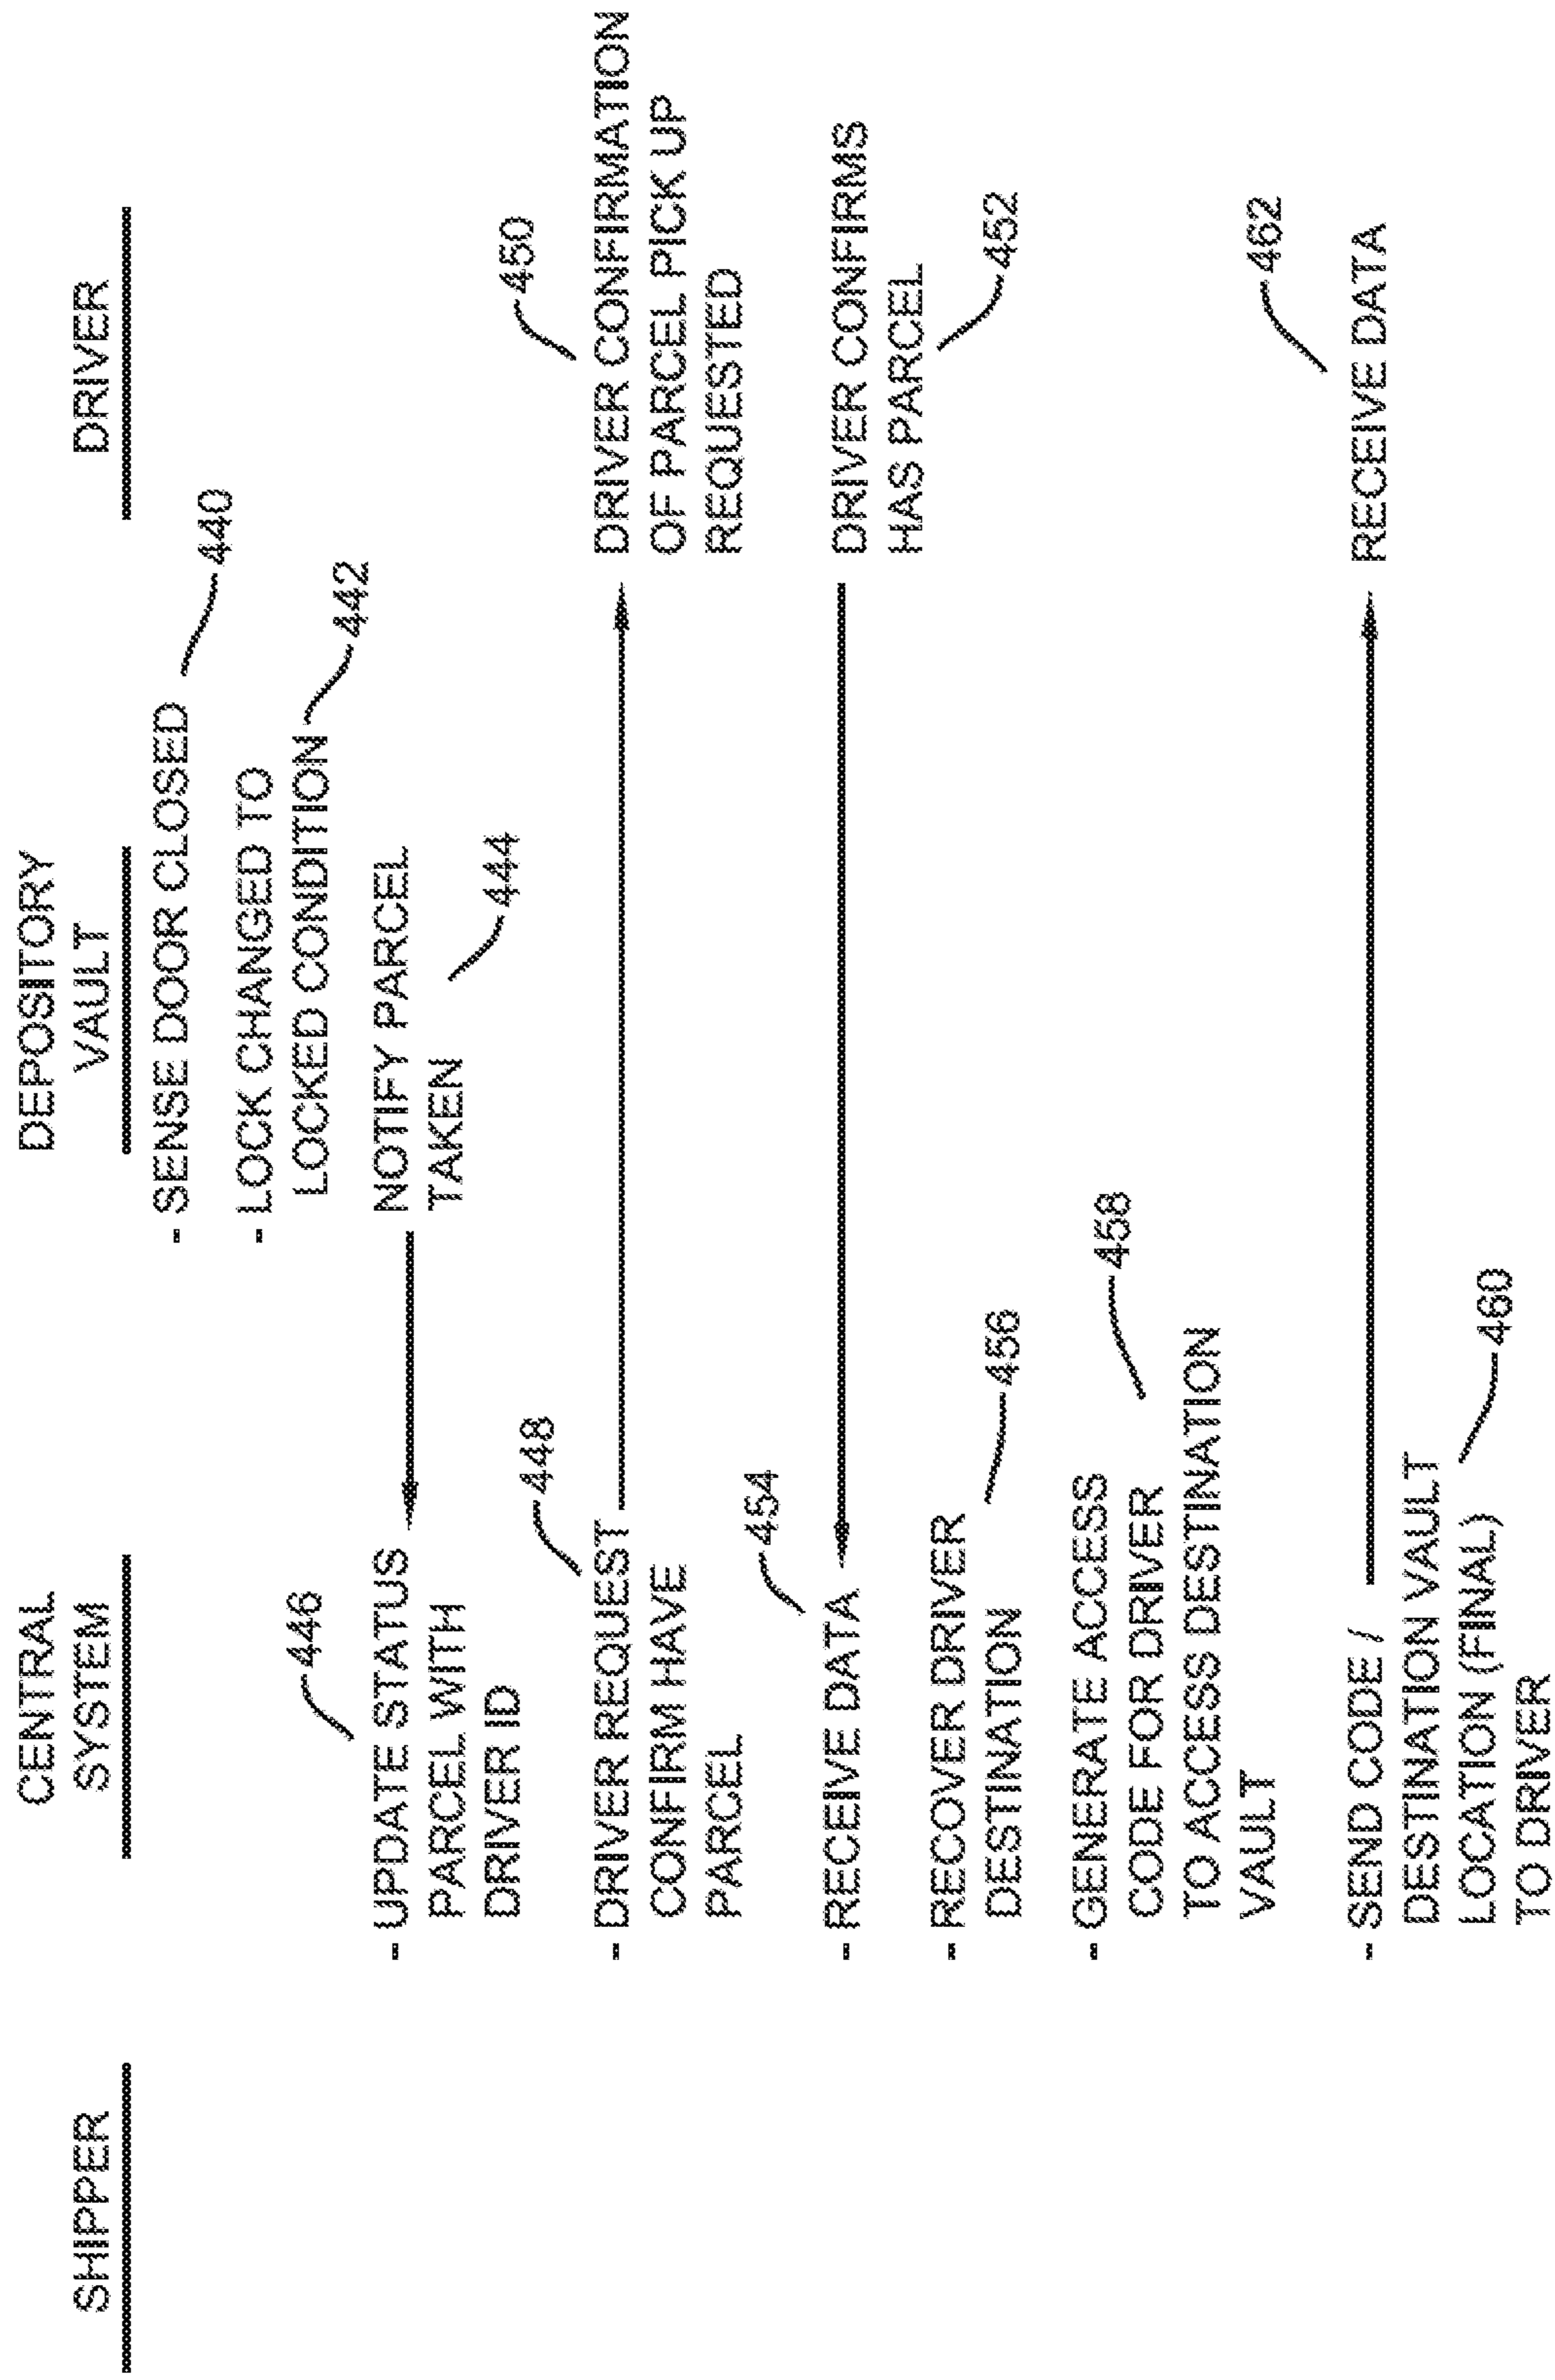 SHIPPER
CENTRAL
SYSTEM
DEPOSITORY
VAULT
DRIVER
- SENSE DOOR CLOSED
440
- LOCK CHANGED TO
LOCKED CONDITION
442
NOTIFY PARCEL
TAKEN
444
446
- UPDATE STATUS
PARCEL WITH
DRIVER ID
448
- DRIVER REQUEST
CONFIRM HAVE
PARCEL
450
DRIVER CONFIRMATION
OF PARCEL PICK UP
REQUESTED
DRIVER CONFIRMS
HAS PARCEL
452
454
- RECEIVE DATA
- RECOVER DRIVER
DESTINATION
456
- GENERATE ACCESS
CODE FOR DRIVER
TO ACCESS DESTINATION
VAULT
458
- SEND CODE /
DESTINATION VAULT
LOCATION (FINAL)
TO DRIVER
460
462
RECEIVE DATA